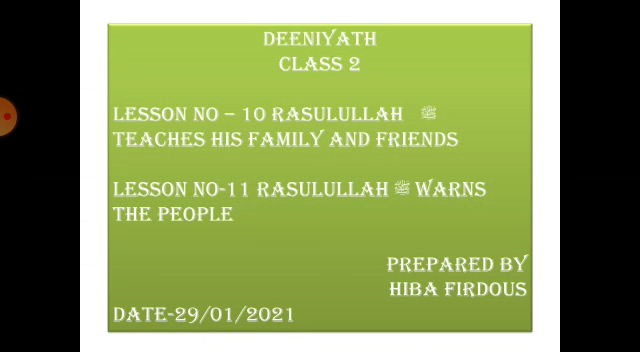 DEENIYATH
CLASS 2
LESSON NO – 10 RASULULLAH ﷺ
TEACHES HIS FAMILY AND FRIENDS
LESSON NO-11 RASULULLAH ﷺ WARNS
THE PEOPLE
PREPARED BY
HIBA FIRDOUS
DATE-29/01/2021